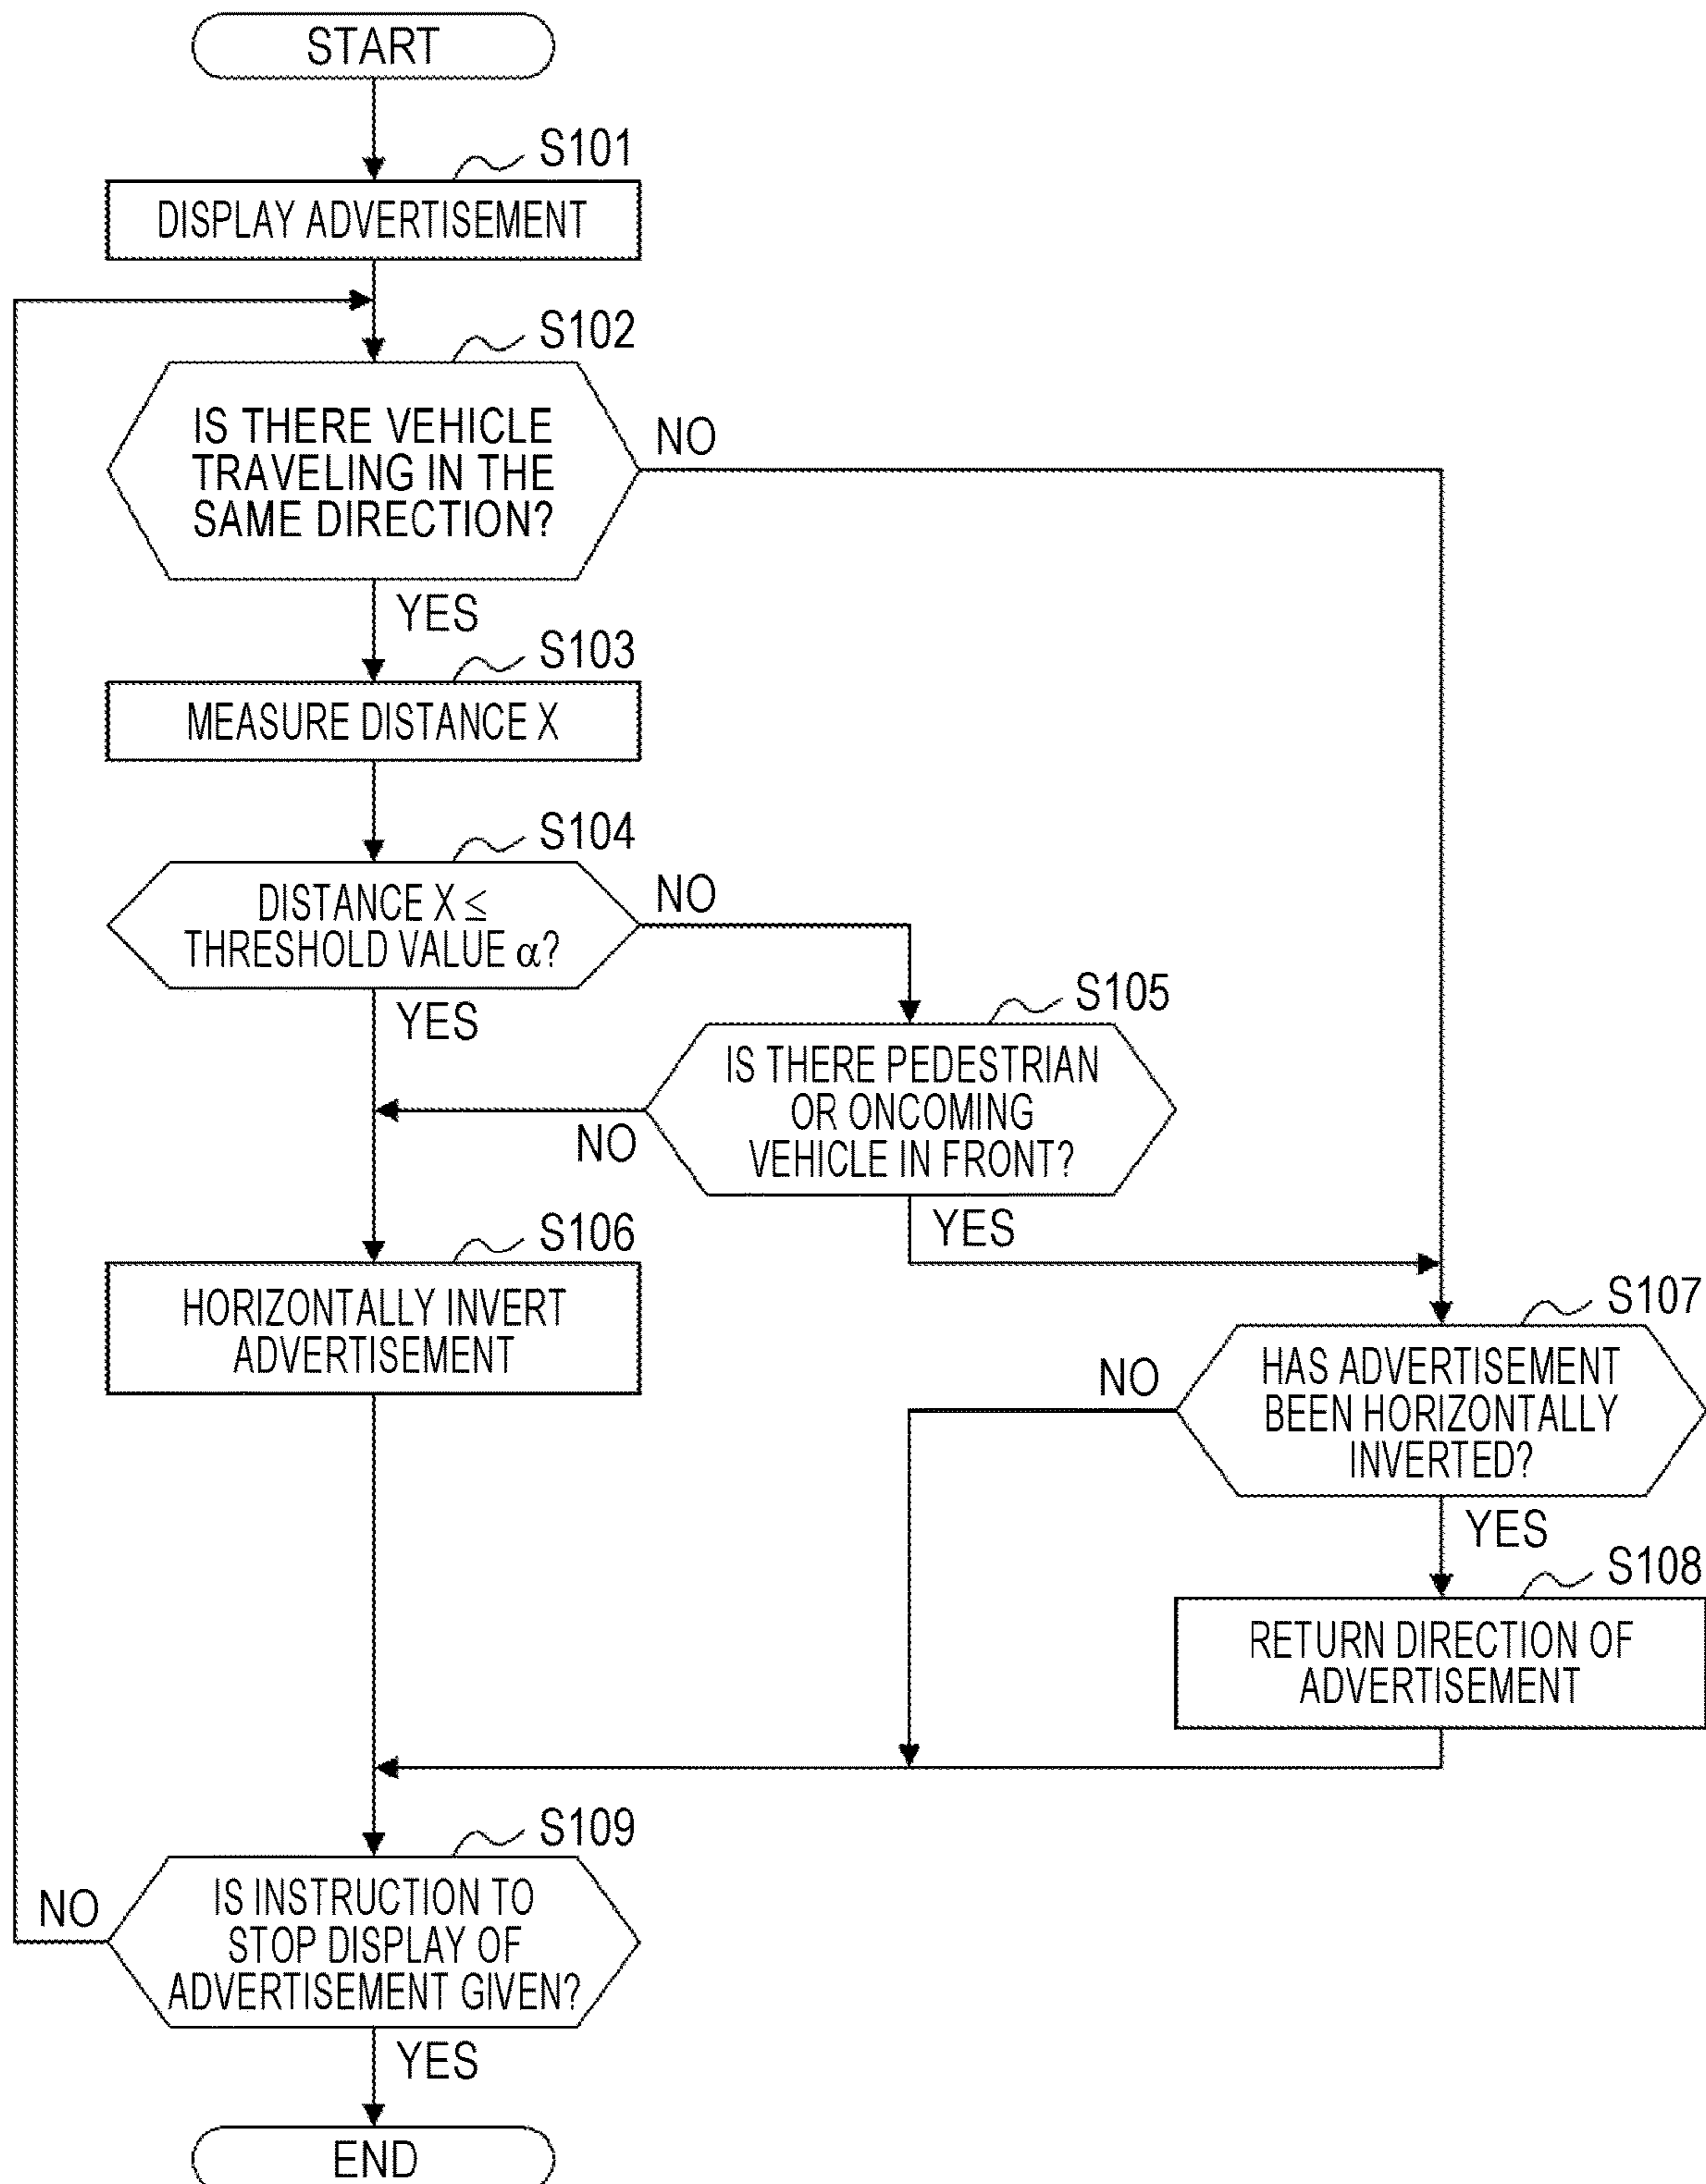 START
S101
DISPLAY ADVERTISEMENT
S102
IS THERE VEHICLE
TRAVELING IN THE
SAME DIRECTION?
NO
YES
S103
MEASURE DISTANCE X
S104
DISTANCE X ≤
THRESHOLD VALUE α?
NO
YES
S105
IS THERE PEDESTRIAN
OR ONCOMING
VEHICLE IN FRONT?
NO
YES
S106
HORIZONTALLY INVERT
ADVERTISEMENT
S107
HAS ADVERTISEMENT
BEEN HORIZONTALLY
INVERTED?
NO
YES
S108
RETURN DIRECTION OF
ADVERTISEMENT
S109
IS INSTRUCTION TO
STOP DISPLAY OF
ADVERTISEMENT GIVEN?
NO
YES
END